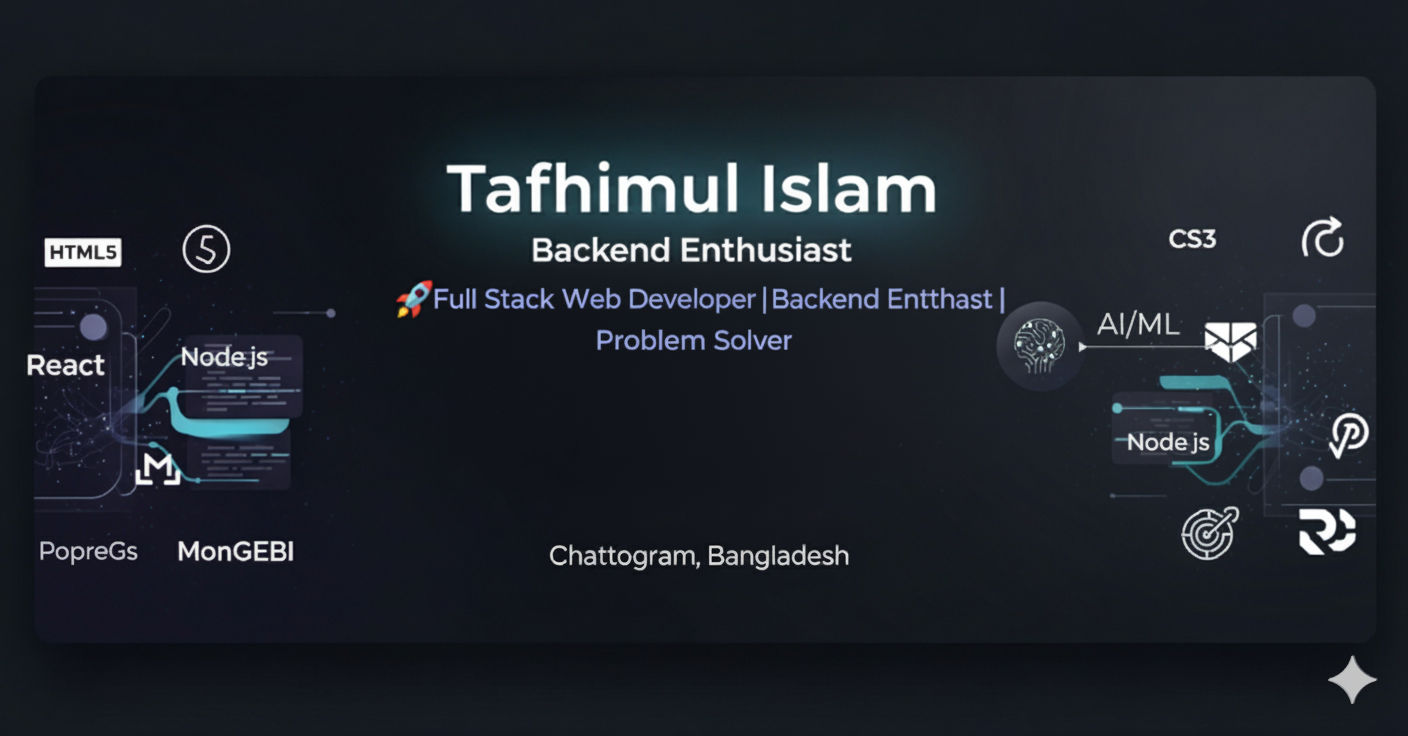 Tafhimul Islam
Backend Enthusiast
🚀Full Stack Web Developer | Backend Entthast |
Problem Solver
HTML5
5
React
Node.js
M
PopreGs
MonGEBI
Chattogram, Bangladesh
CS3
AI/ML
Node js